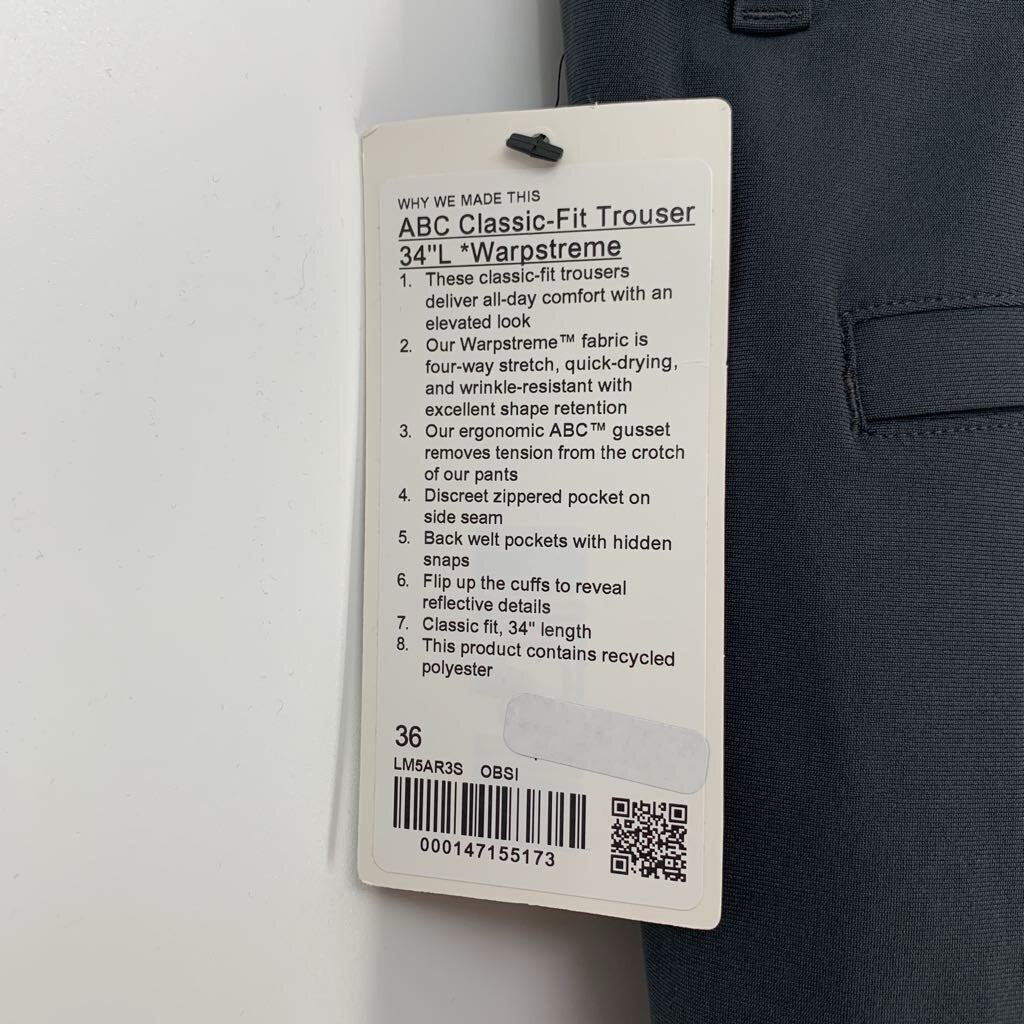 WHY WE MADE THIS
ABC Classic-Fit Trouser
34"L *Warpstreme
1. These classic-fit trousers
deliver all-day comfort with an
elevated look
2. Our Warpstreme™ fabric is
four-way stretch, quick-drying,
and wrinkle-resistant with
excellent shape retention
3. Our ergonomic ABC™ gusset
removes tension from the crotch
of our pants
4. Discreet zippered pocket on
side seam
5. Back welt pockets with hidden
snaps
6. Flip up the cuffs to reveal
reflective details
7. Classic fit, 34" length
8. This product contains recycled
polyester
36
LM5AR3S OBSI
000147155173